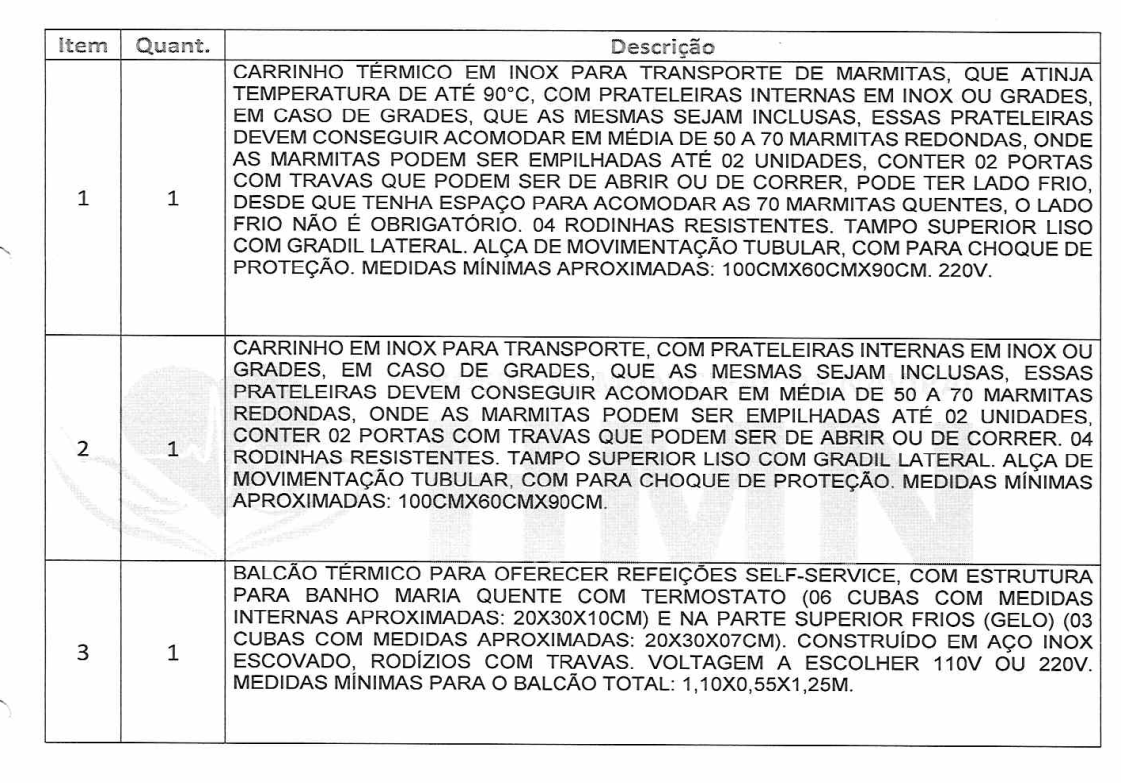 Item Quant. Descrição
CARRINHO TÉRMICO EM INOX PARA TRANSPORTE DE MARMITAS, QUE ATINJA
TEMPERATURA DE ATÉ 90°C, COM PRATELEIRAS INTERNAS EM INOX OU GRADES,
EM CASO DE GRADES, QUE AS MESMAS SEJAM INCLUSAS, ESSAS PRATELEIRAS
DEVEM CONSEGUIR ACOMODAR EM MÉDIA DE 50 A 70 MARMITAS REDONDAS, ONDE
AS MARMITAS PODEM SER EMPILHADAS ATÉ 02 UNIDADES, CONTER 02 PORTAS
1 1 COM TRAVAS QUE PODEM SER DE ABRIR OU DE CORRER, PODE TER LADO FRIO,
DESDE QUE TENHA ESPAÇO PARA ACOMODAR AS 70 MARMITAS QUENTES, O LADO
FRIO NÃO É OBRIGATÓRIO. 04 RODINHAS RESISTENTES. TAMPO SUPERIOR LISO
COM GRADIL LATERAL. ALÇA DE MOVIMENTAÇÃO TUBULAR, COM PARA CHOQUE DE
PROTEÇÃO. MEDIDAS MÍNIMAS APROXIMADAS: 100CMX60CMX90CM. 220V.
CARRINHO EM INOX PARA TRANSPORTE, COM PRATELEIRAS INTERNAS EM INOX OU
GRADES, EM CASO DE GRADES, QUE AS MESMAS SEJAM INCLUSAS, ESSAS
PRATELEIRAS DEVEM CONSEGUIR ACOMODAR EM MÉDIA DE 50 A 70 MARMITAS
REDONDAS, ONDE AS MARMITAS PODEM SER EMPILHADAS ATÉ 02 UNIDADES,
CONTER 02 PORTAS COM TRAVAS QUE PODEM SER DE ABRIR OU DE CORRER. 04
2 1 RODINHAS RESISTENTES. TAMPO SUPERIOR LISO COM GRADIL LATERAL. ALÇA DE
MOVIMENTAÇÃO TUBULAR, COM PARA CHOQUE DE PROTEÇÃO. MEDIDAS MÍNIMAS
APROXIMADAS: 100CMX60CMX90CM.
BALCÃO TÉRMICO PARA OFERECER REFEIÇÕES SELF-SERVICE, COM ESTRUTURA
PARA BANHO MARIA QUENTE COM TERMOSTATO (06 CUBAS COM MEDIDAS
INTERNAS APROXIMADAS: 20X30X10CM) E NA PARTE SUPERIOR FRIOS (GELO) (03
CUBAS COM MEDIDAS APROXIMADAS: 20X30X07CM). CONSTRUÍDO EM AÇO INOX
3 1 ESCOVADO, RODÍZIOS COM TRAVAS. VOLTAGEM A ESCOLHER 110V OU 220V.
MEDIDAS MÍNIMAS PARA O BALCÃO TOTAL: 1,10X0,55X1,25M.